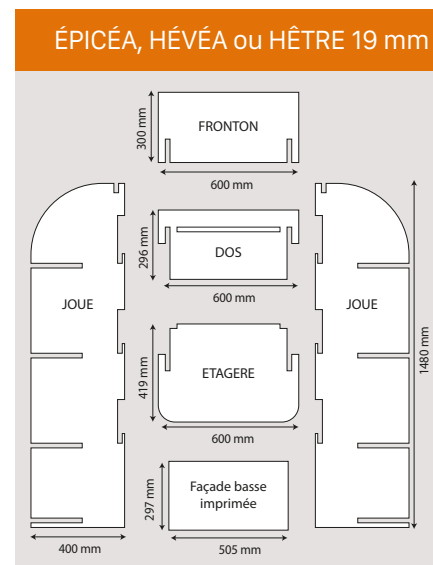 ÉPICÉA, HÉVÉA ou HÊTRE 19 mm
300 mm
FRONTON
600 mm
296 mm
DOS
600 mm
JOUE
JOUE
1480 mm
419 mm
ETAGERE
600 mm
297 mm
Façade basse
imprimée
400 mm
505 mm